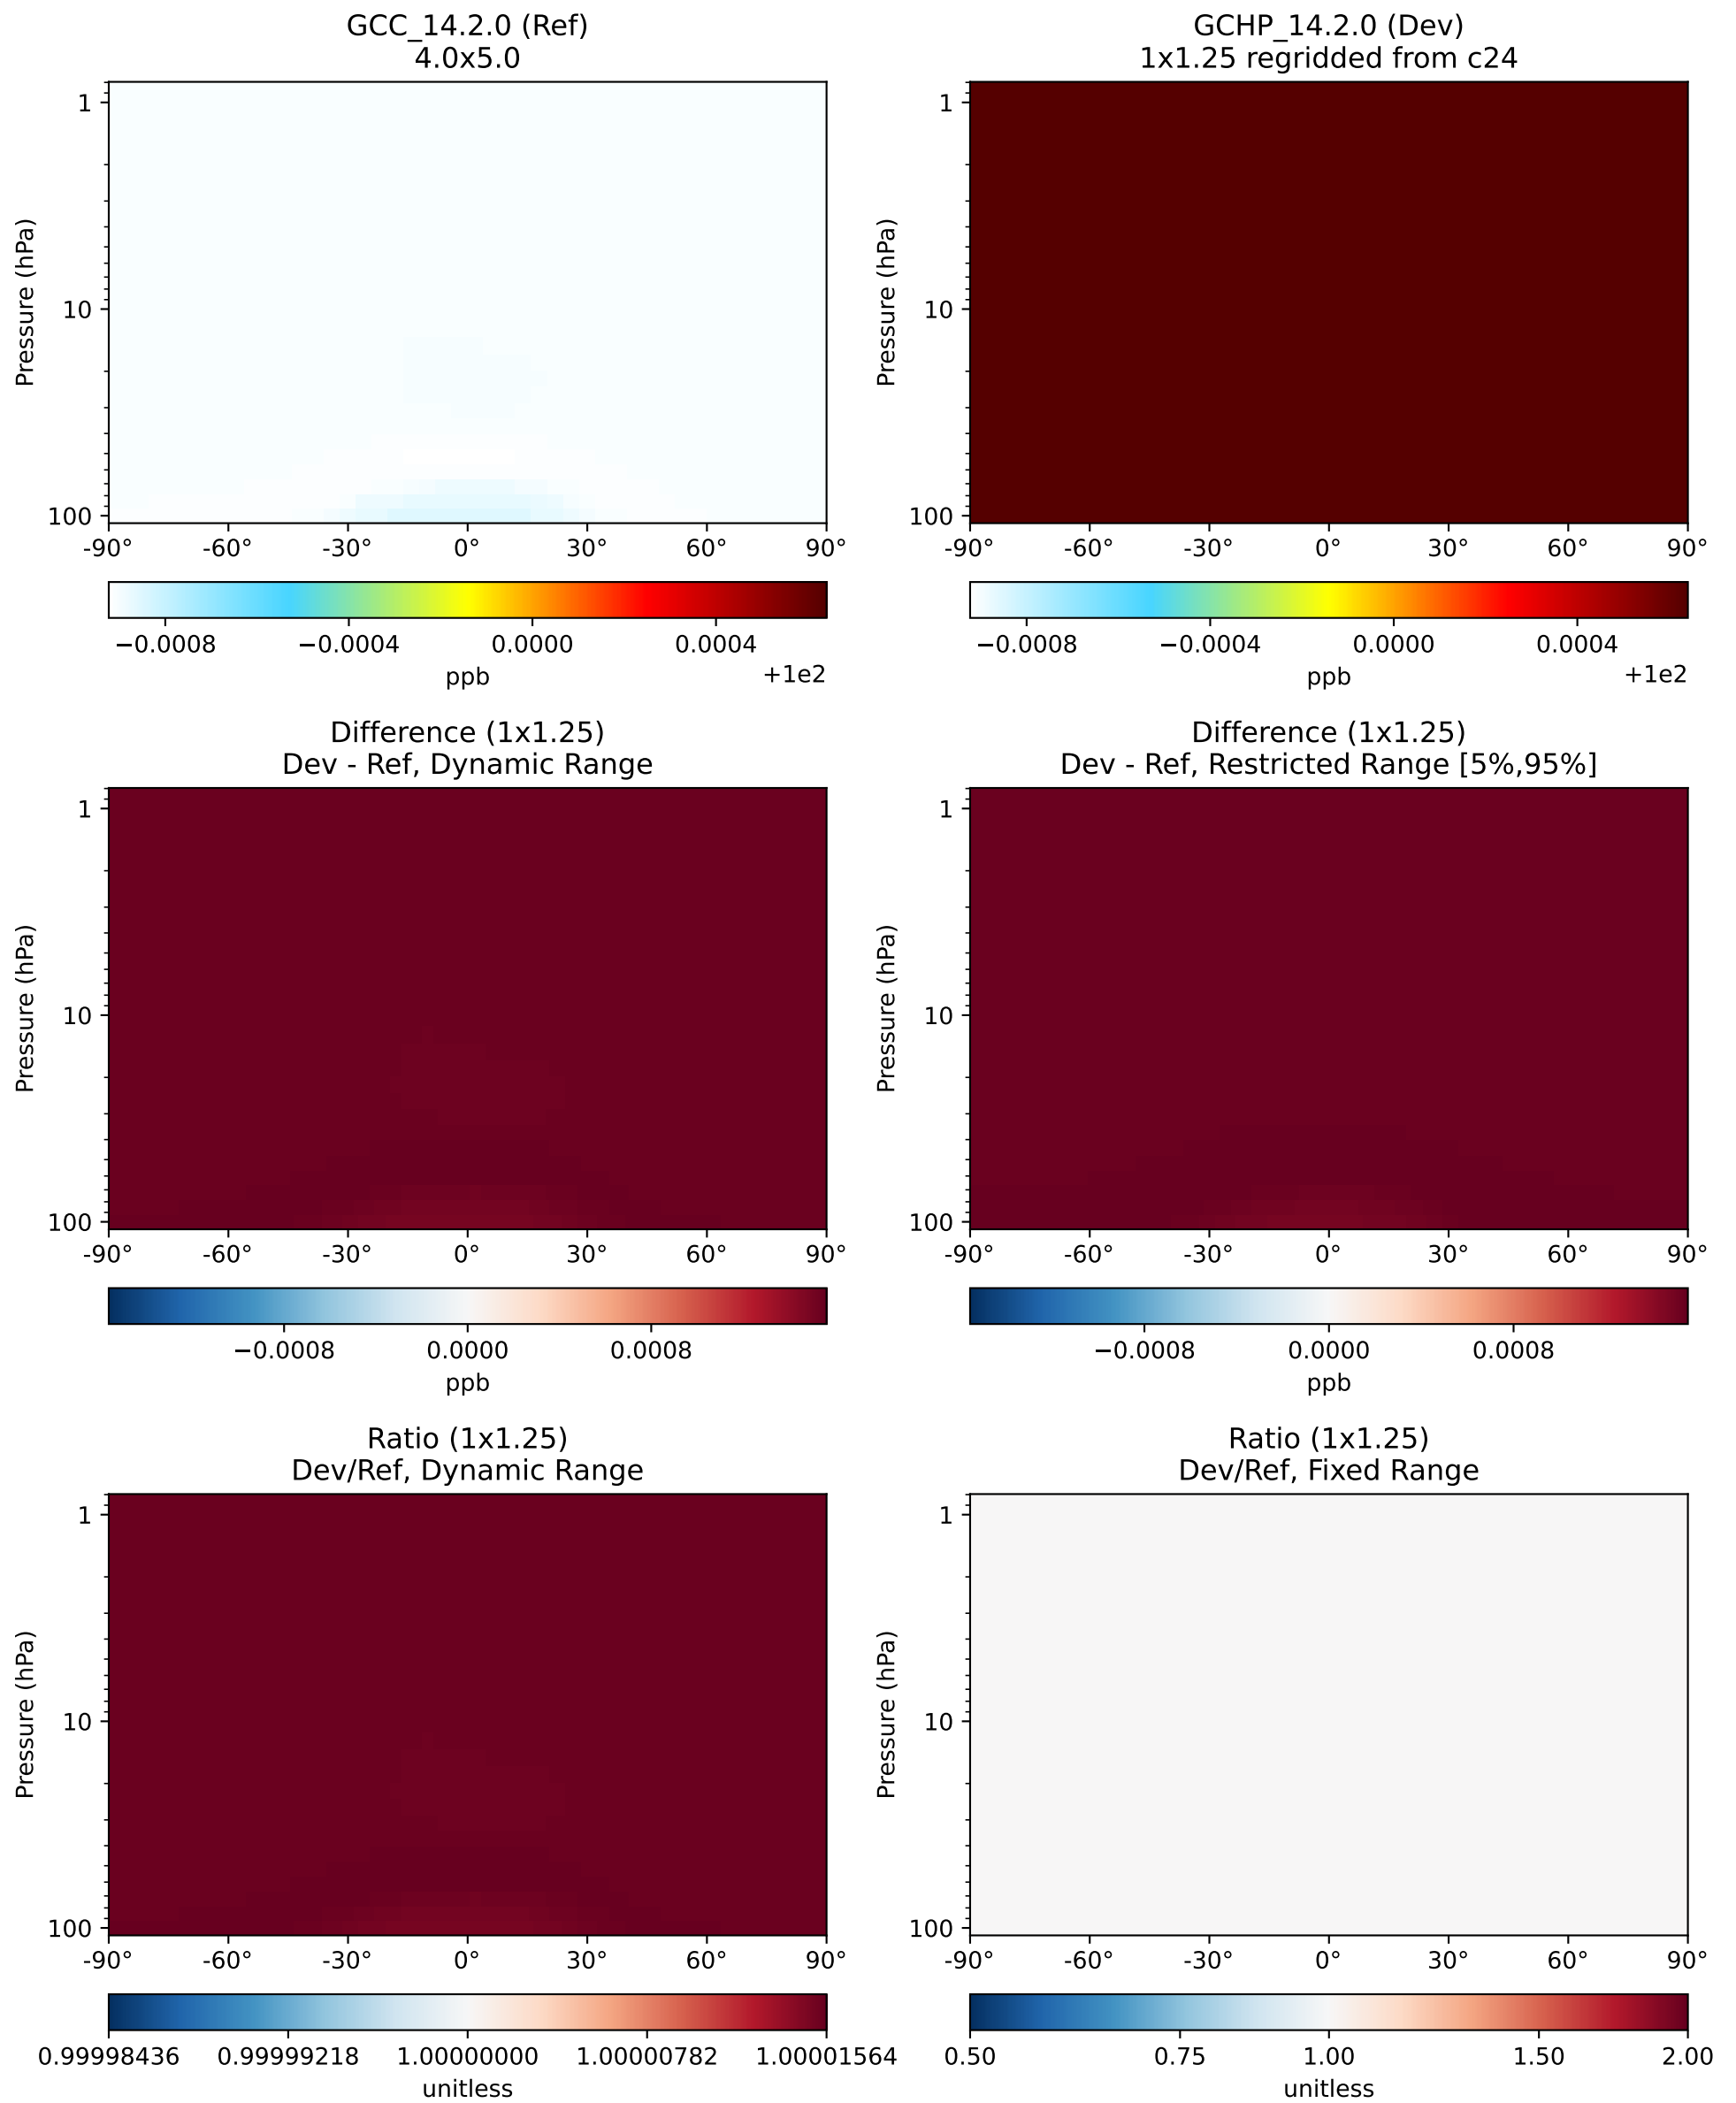 GCC_14.2.0 (Ref)
4.0x5.0
Pressure (hPa)
1
10
100
-90° -60° -30° 0° 30° 60° 90°
−0.0008 −0.0004 0.0000 0.0004
ppb +1e2
GCHP_14.2.0 (Dev)
1x1.25 regridded from c24
Pressure (hPa)
1
10
100
-90° -60° -30° 0° 30° 60° 90°
−0.0008 −0.0004 0.0000 0.0004
ppb +1e2
Difference (1x1.25)
Dev - Ref, Dynamic Range
Pressure (hPa)
1
10
100
-90° -60° -30° 0° 30° 60° 90°
−0.0008 0.0000 0.0008
ppb
Difference (1x1.25)
Dev - Ref, Restricted Range [5%,95%]
Pressure (hPa)
1
10
100
-90° -60° -30° 0° 30° 60° 90°
−0.0008 0.0000 0.0008
ppb
Ratio (1x1.25)
Dev/Ref, Dynamic Range
Pressure (hPa)
1
10
100
-90° -60° -30° 0° 30° 60° 90°
0.99998436 0.99999218 1.00000000 1.00000782 1.00001564
unitless
Ratio (1x1.25)
Dev/Ref, Fixed Range
Pressure (hPa)
1
10
100
-90° -60° -30° 0° 30° 60° 90°
0.50 0.75 1.00 1.50 2.00
unitless